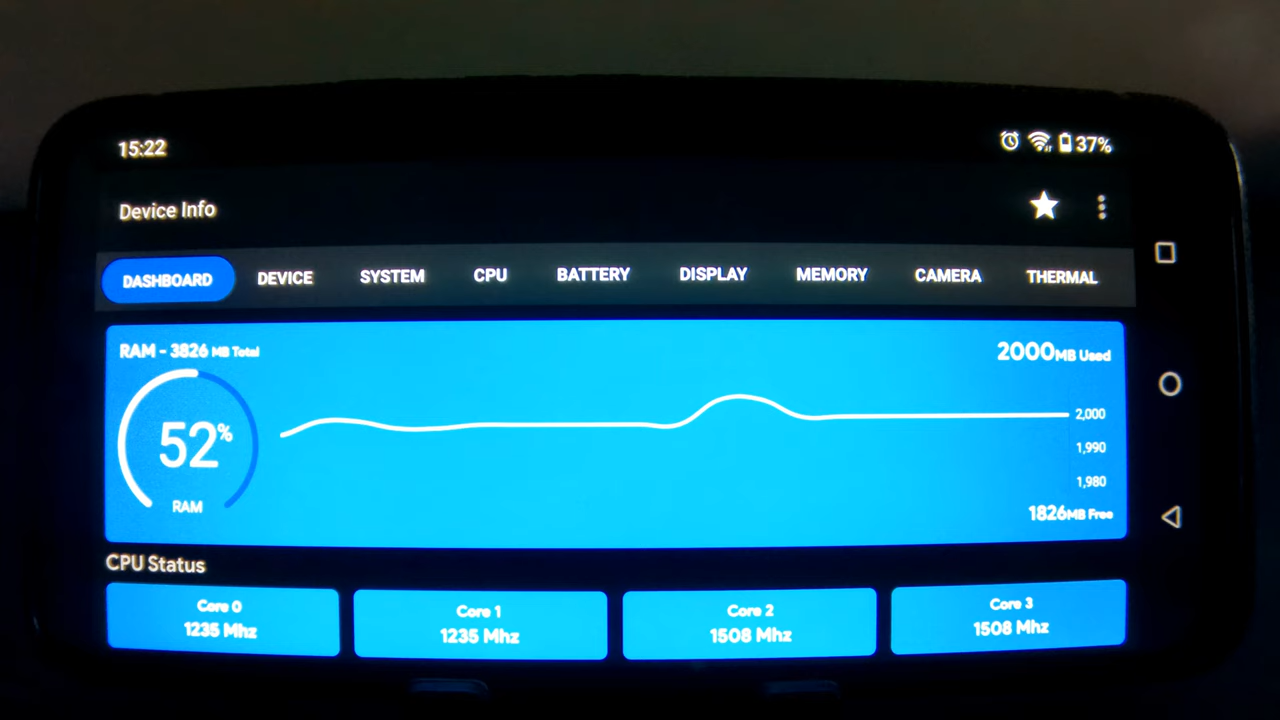 15:22 37%
Device Info
DASHBOARD DEVICE SYSTEM CPU BATTERY DISPLAY MEMORY CAMERA THERMAL
RAM - 3826 MB Total 2000MB Used
2,000
52%
1,990
1,980
RAM
1826MB Free
CPU Status
Core 0 Core 1 Core 2 Core 3
1235 Mhz 1235 Mhz 1508 Mhz 1508 Mhz